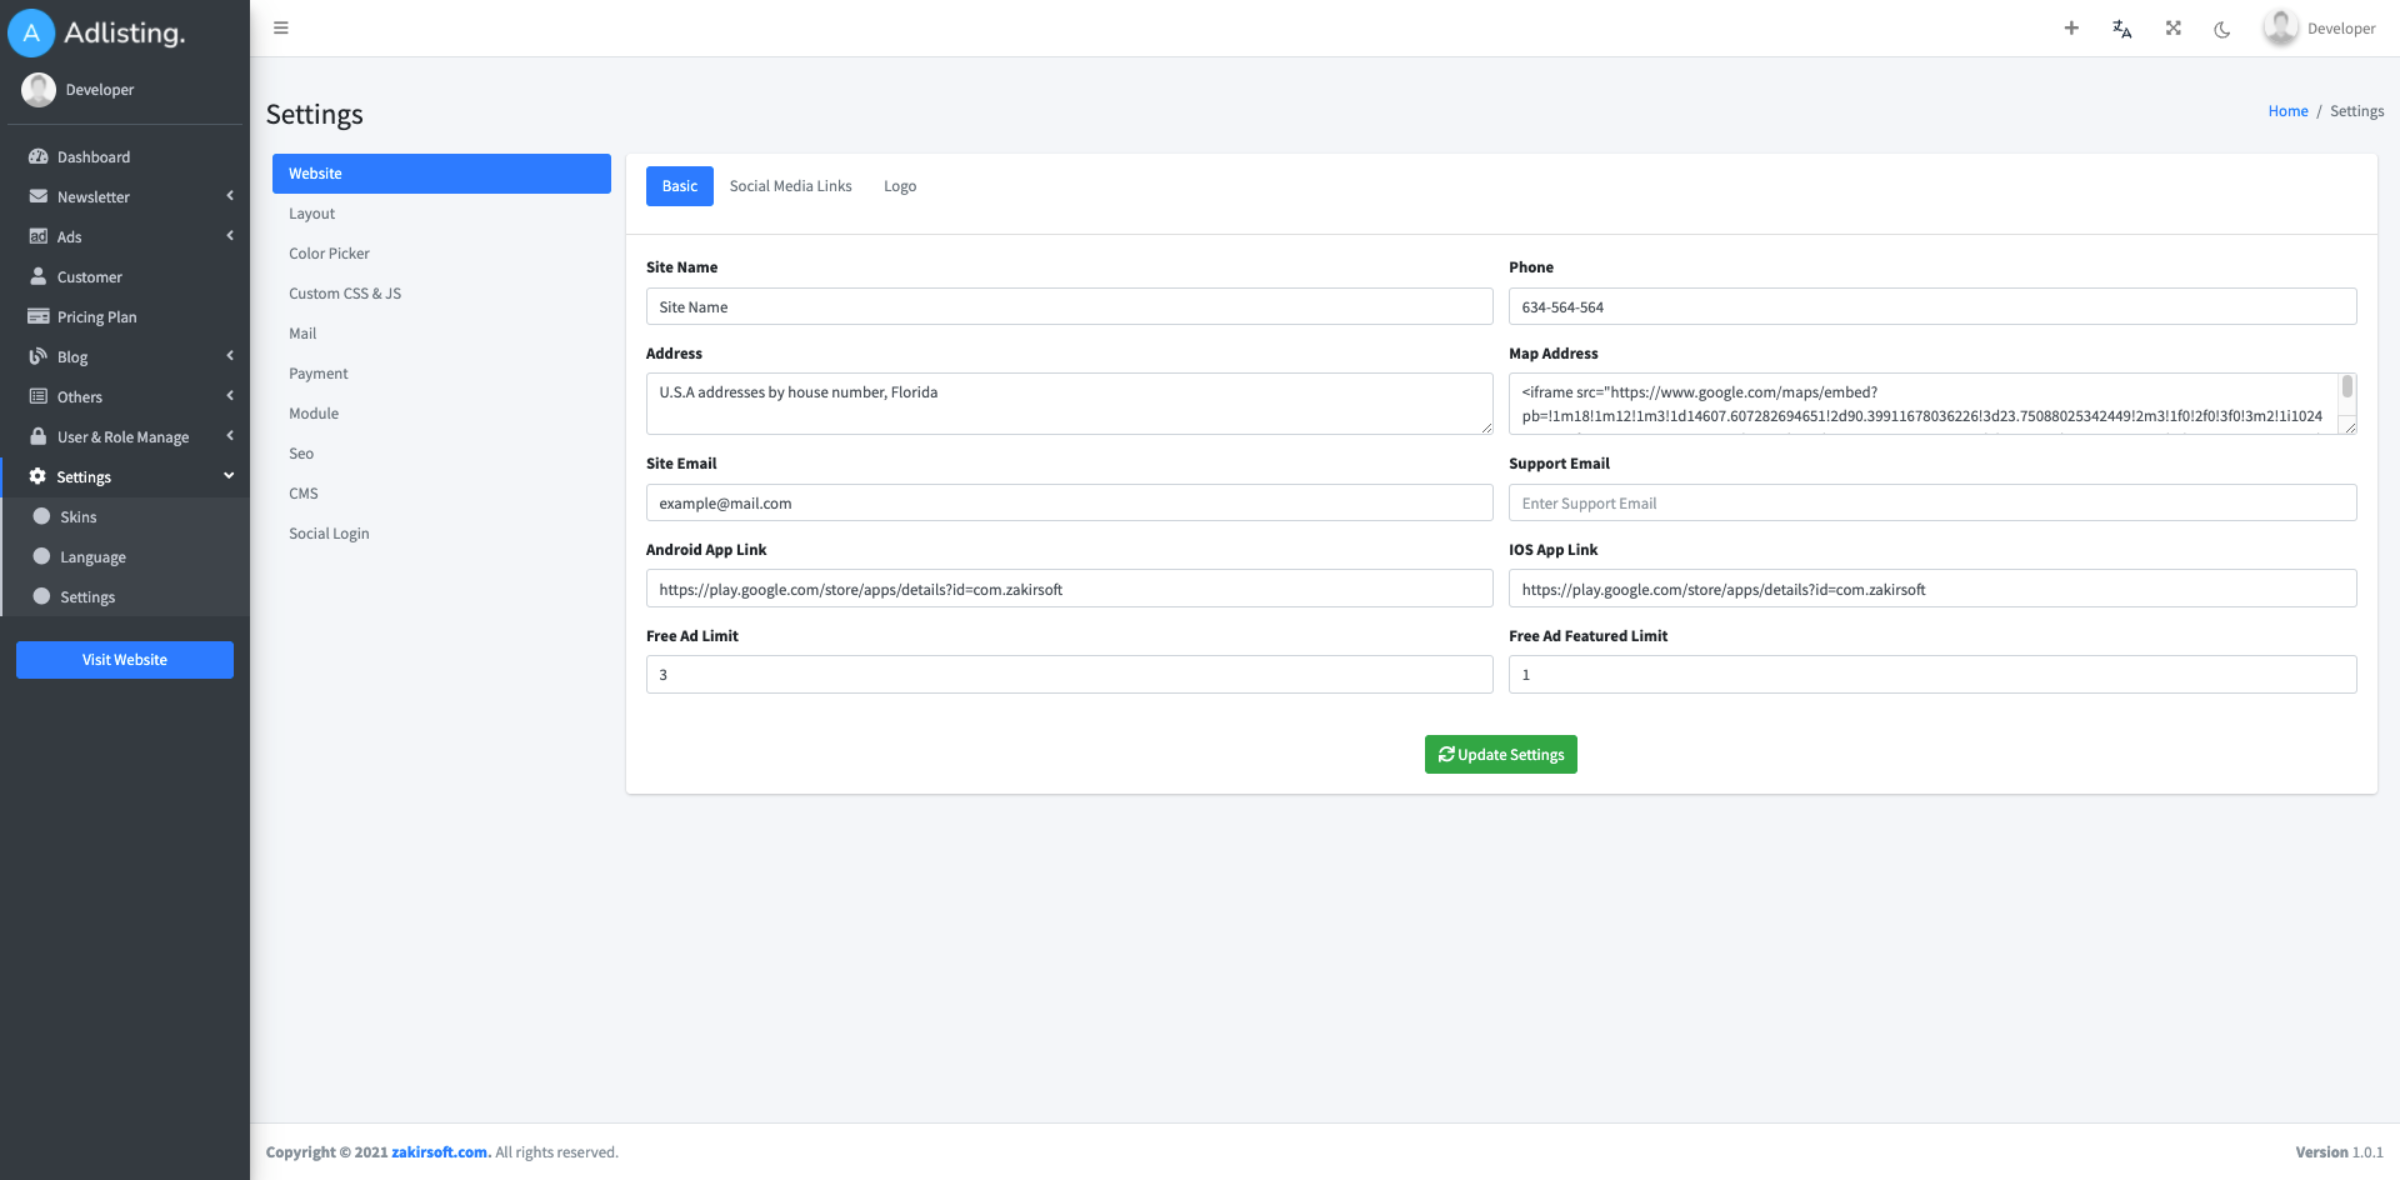 A Adlisting.
Developer
Dashboard
Newsletter
ad Ads
Customer
Pricing Plan
Blog
Others
User & Role Manage
Settings
Skins
Language
Settings
Visit Website
Developer
Settings
Home / Settings
Website
Layout
Color Picker
Custom CSS & JS
Mail
Payment
Module
Seo
CMS
Social Login
Basic Social Media Links Logo
Site Name
Site Name
Phone
634-564-564
Address
U.S.A addresses by house number, Florida
Map Address
<iframe src="https://www.google.com/maps/embed?
pb=!1m18!1m12!1m3!1d14607.607282694651!2d90.39911678036226!3d23.75088025342449!2m3!1f0!2f0!3f0!3m2!1i1024
Site Email
example@mail.com
Support Email
Enter Support Email
Android App Link
https://play.google.com/store/apps/details?id=com.zakirsoft
IOS App Link
https://play.google.com/store/apps/details?id=com.zakirsoft
Free Ad Limit
3
Free Ad Featured Limit
1
Update Settings
Copyright © 2021 zakirsoft.com. All rights reserved.
Version 1.0.1